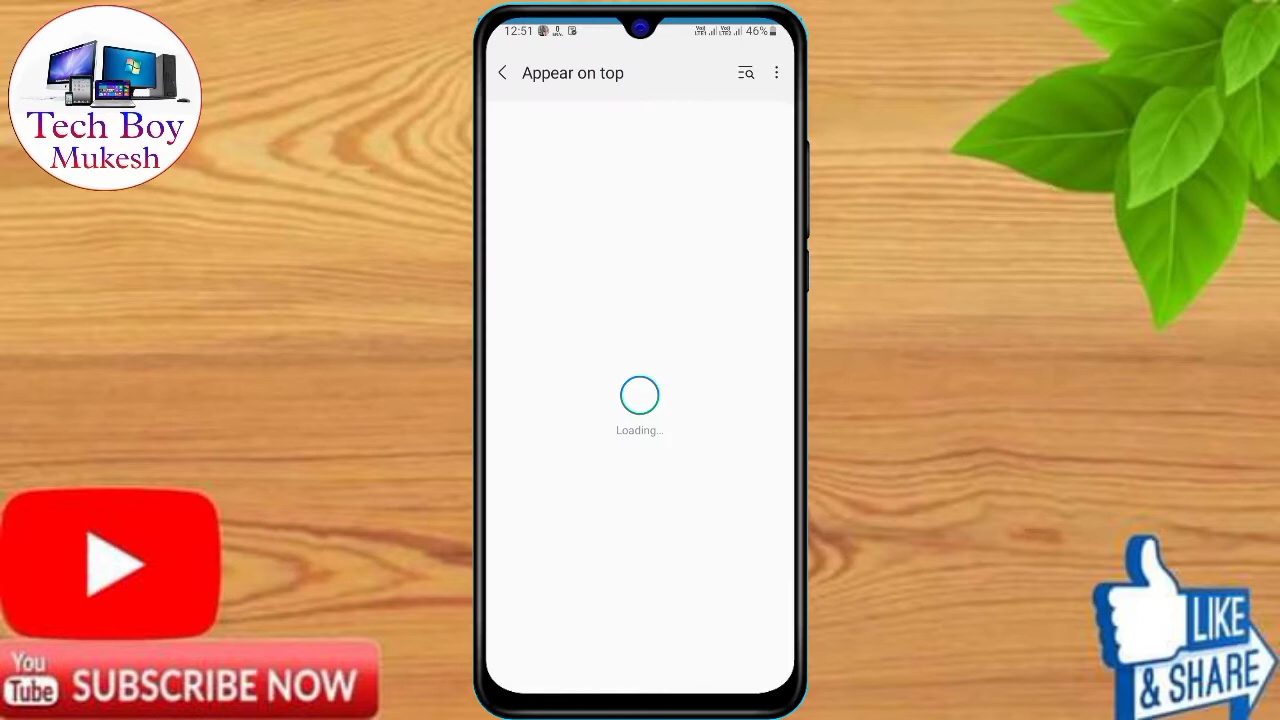 Tech Boy
Mukesh
12:51
46%
Appear on top
Loading...
You
Tube
SUBSCRIBE NOW
LIKE
& SHARE